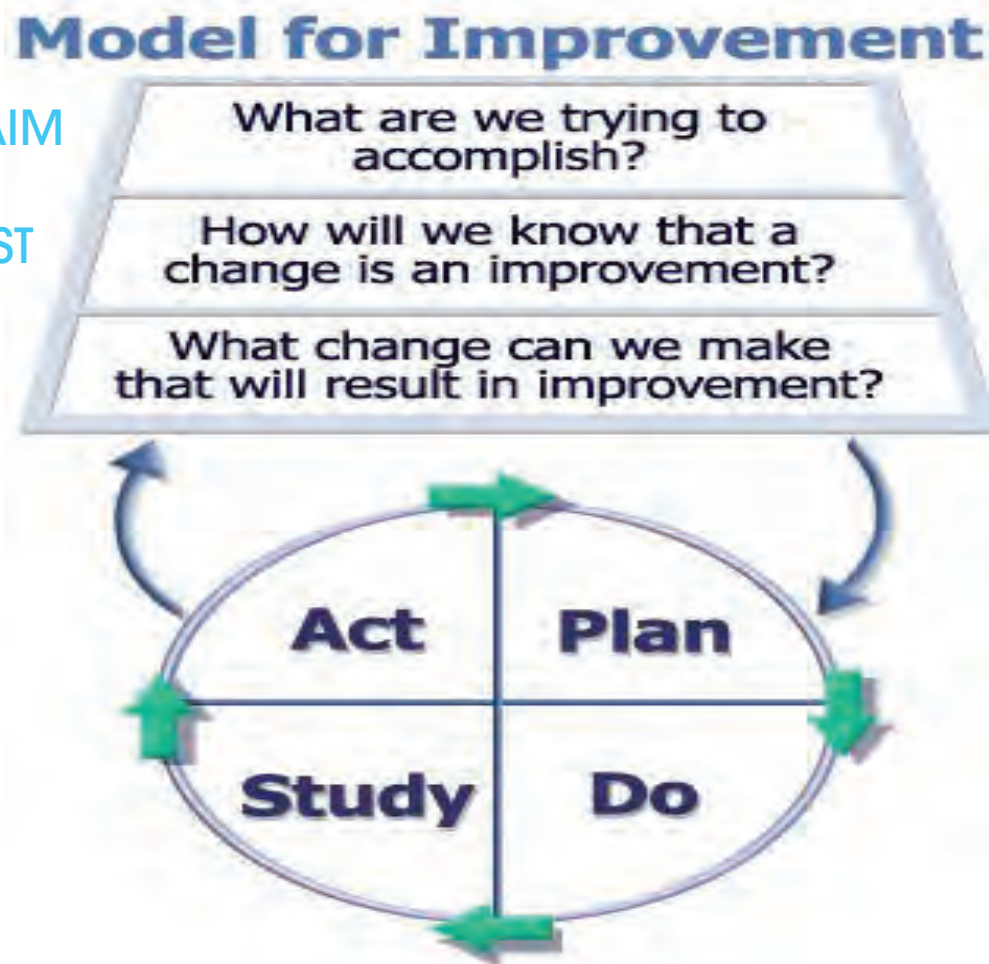 Model for Improvement
AIM
What are we trying to
accomplish?
ST
How will we know that a
change is an improvement?
What change can we make
that will result in improvement?
Act
Plan
Study
Do